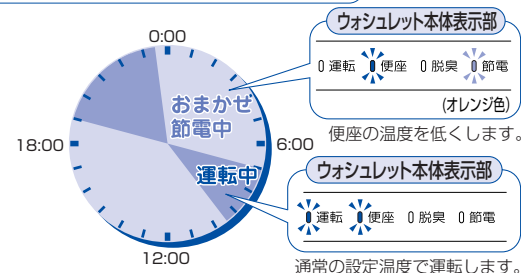 ウォシュレット本体表示部
運転 便座 脱臭 節電
(オレンジ色)
便座の温度を低くします。
0:00
おまかせ
節電中
18:00
6:00
運転中
12:00
ウォシュレット本体表示部
運転 便座 脱臭 節電
通常の設定温度で運転します。